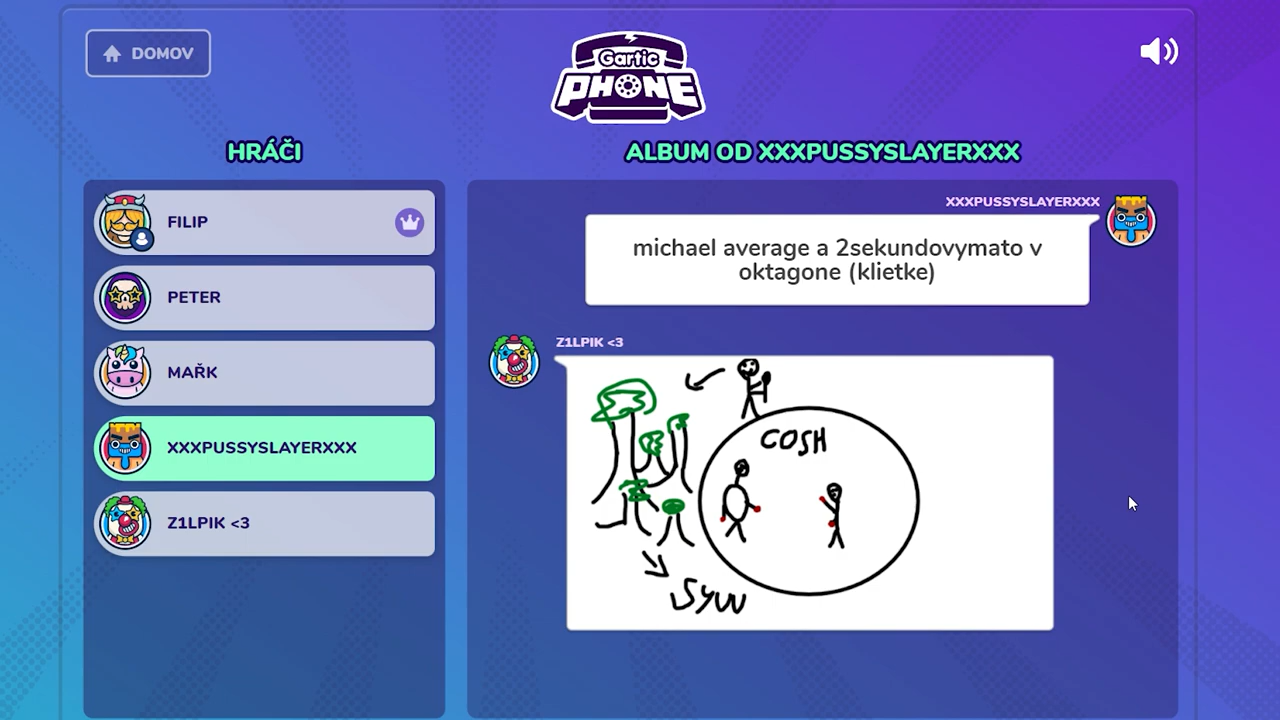 DOMOV
Gartic
PHONE
HRÁČI
ALBUM OD XXXPUSSYSLAYERXXX
FILIP
PETER
MAŘK
XXXPUSSYSLAYERXXX
Z1LPIK <3
XXXPUSSYSLAYERXXX
michael average a 2sekundovymato v
oktagone (klietke)
Z1LPIK <3
COSH